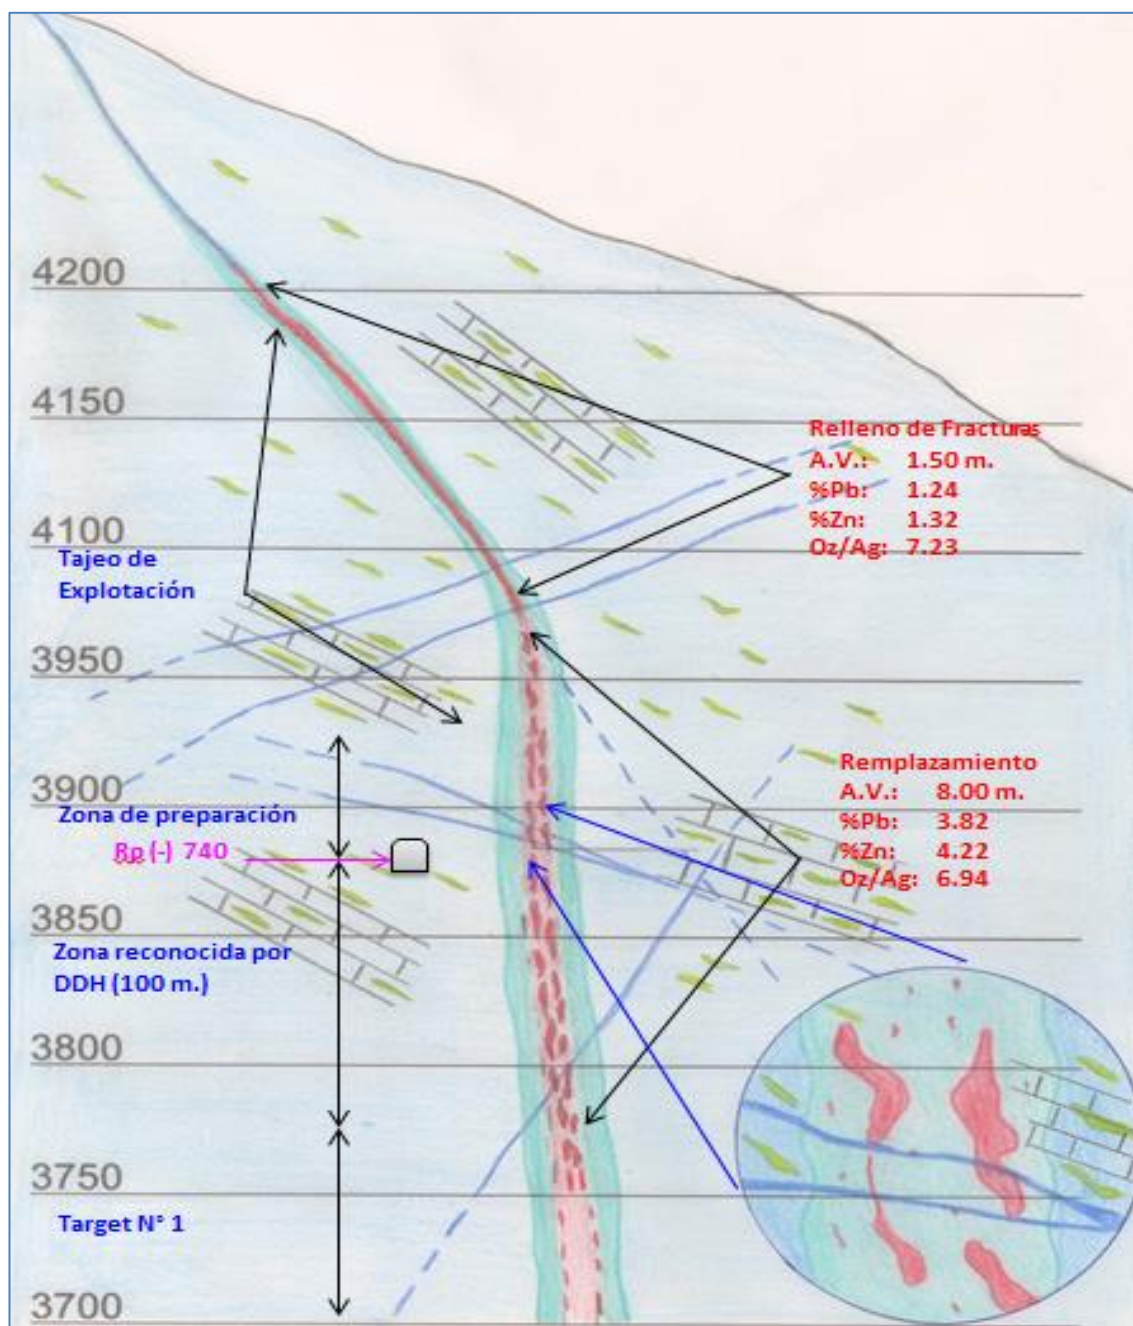 4200
4150
Relleno de Fracturas
A.V.: 1.50 m.
%Pb: 1.24
%Zn: 1.32
Oz/Ag: 7.23
4100
Tajeo de
Explotación
3950
Remplazamiento
A.V.: 8.00 m.
%Pb: 3.82
%Zn: 4.22
Oz/Ag: 6.94
3900
Zona de preparación
Rp (-) 740
3850
Zona reconocida por
DDH (100 m.)
3800
3750
Target N° 1
3700